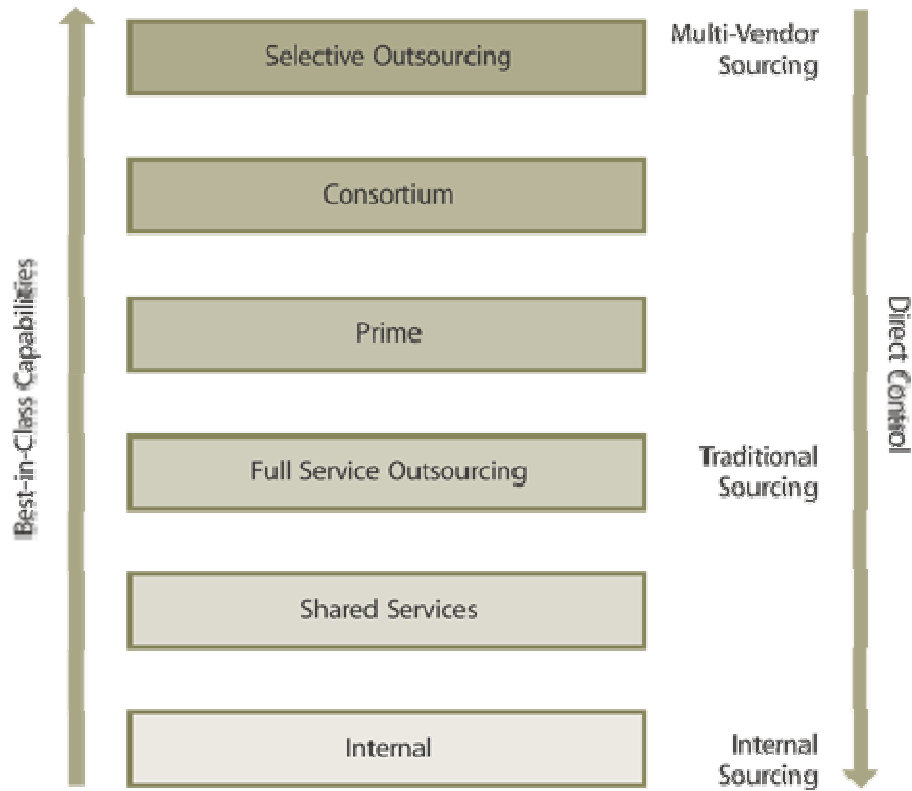 Selective Outsourcing
Multi-Vendor
Sourcing
Consortium
Prime
Full Service Outsourcing
Traditional
Sourcing
Shared Services
Internal
Internal
Sourcing
Best-in-Class Capabilities
Direct Control